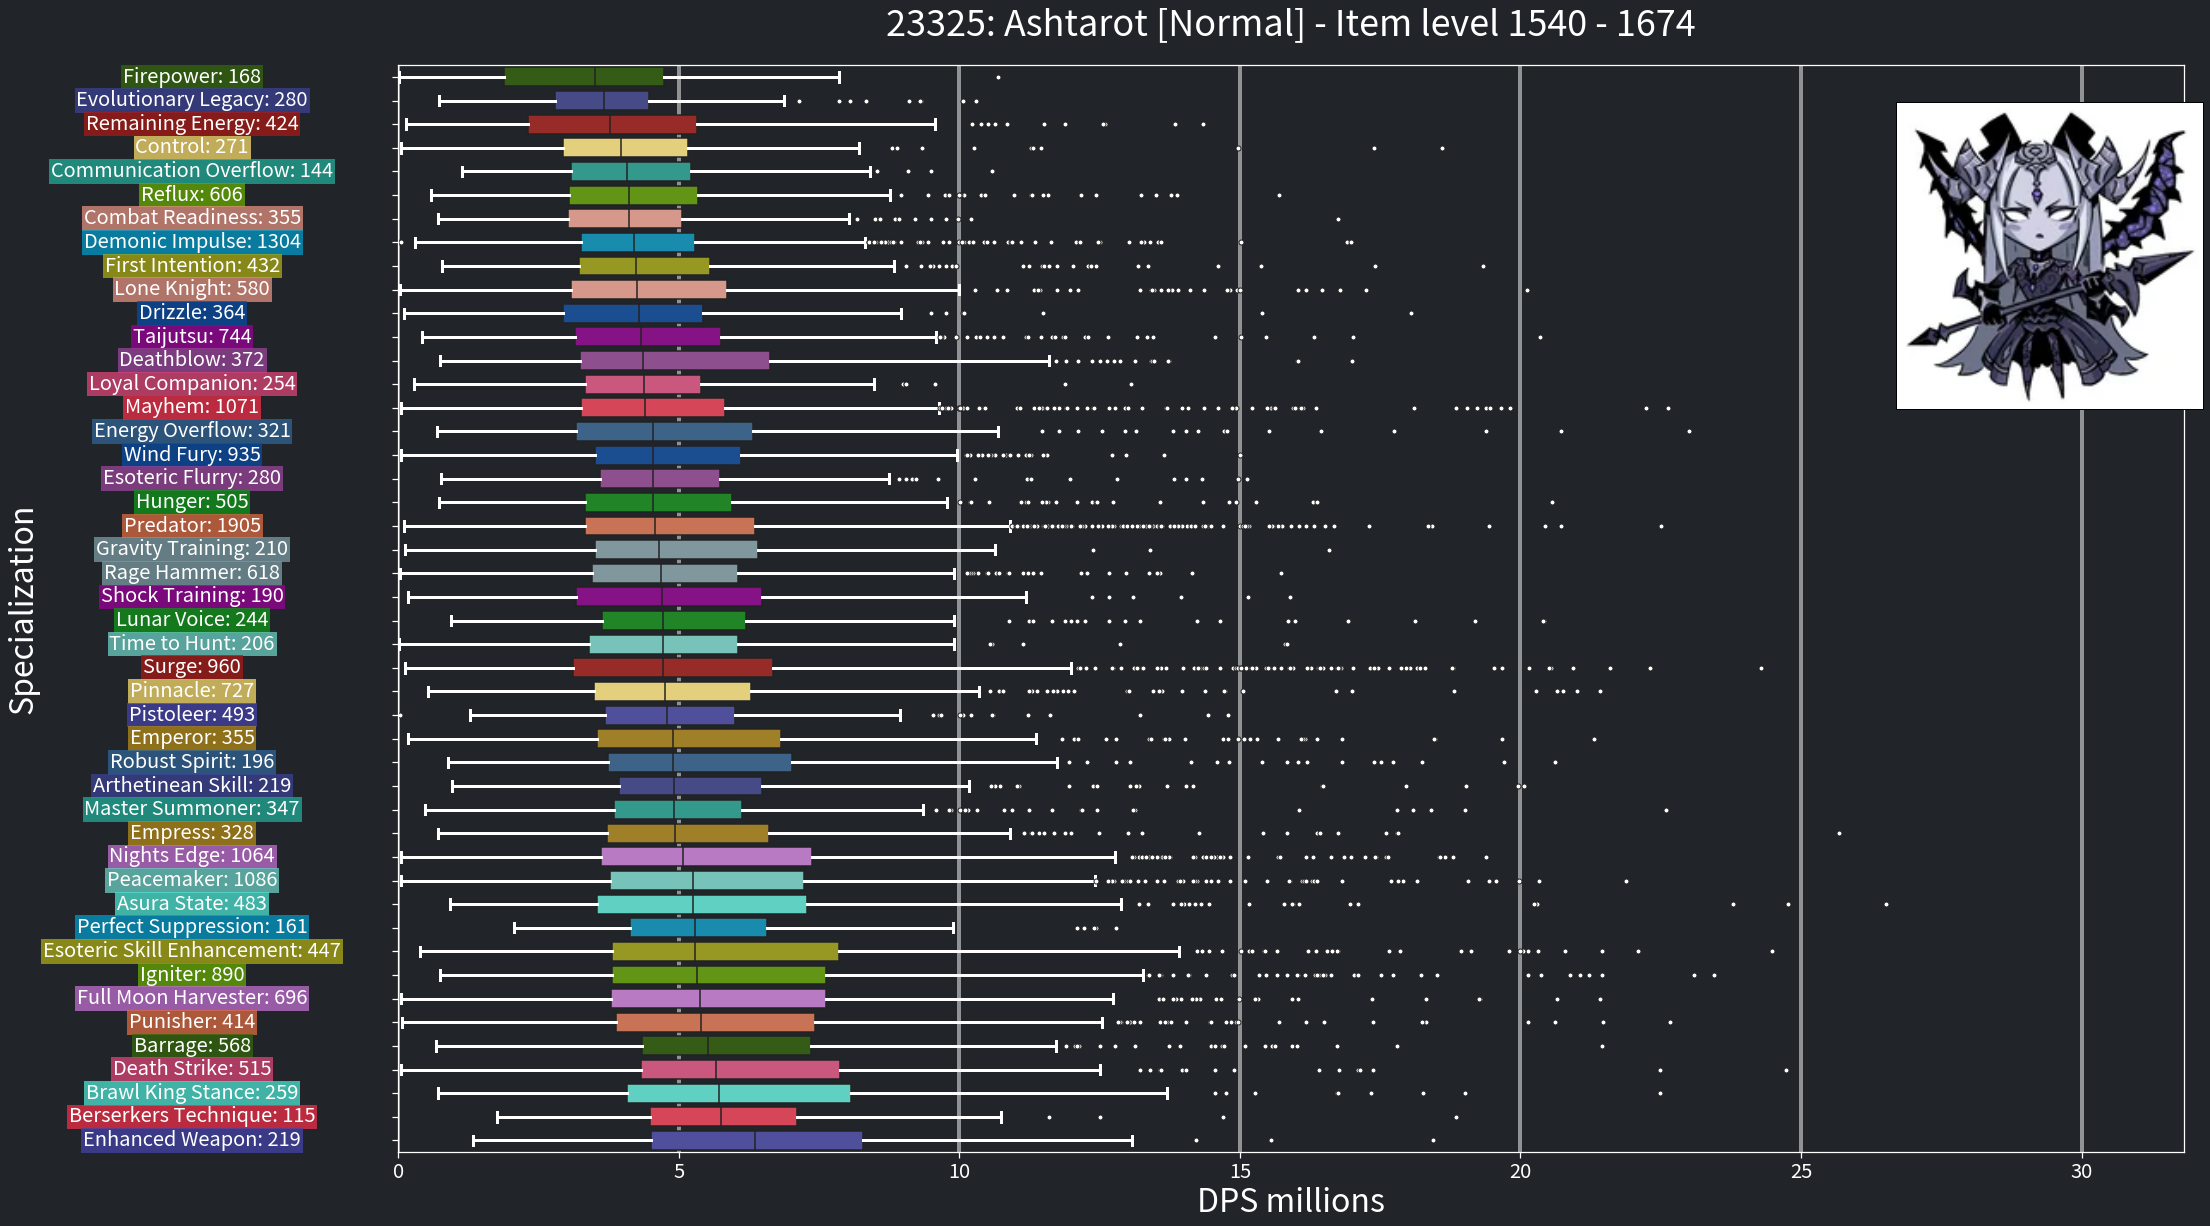 23325: Ashtarot [Normal] - Item level 1540 - 1674
Specialization
Firepower: 168
Evolutionary Legacy: 280
Remaining Energy: 424
Control: 271
Communication Overflow: 144
Reflux: 606
Combat Readiness: 355
Demonic Impulse: 1304
First Intention: 432
Lone Knight: 580
Drizzle: 364
Taijutsu: 744
Deathblow: 372
Loyal Companion: 254
Mayhem: 1071
Energy Overflow: 321
Wind Fury: 935
Esoteric Flurry: 280
Hunger: 505
Predator: 1905
Gravity Training: 210
Rage Hammer: 618
Shock Training: 190
Lunar Voice: 244
Time to Hunt: 206
Surge: 960
Pinnacle: 727
Pistoleer: 493
Emperor: 355
Robust Spirit: 196
Arthetinean Skill: 219
Master Summoner: 347
Empress: 328
Nights Edge: 1064
Peacemaker: 1086
Asura State: 483
Perfect Suppression: 161
Esoteric Skill Enhancement: 447
Igniter: 890
Full Moon Harvester: 696
Punisher: 414
Barrage: 568
Death Strike: 515
Brawl King Stance: 259
Berserkers Technique: 115
Enhanced Weapon: 219
0 5 10 15 20 25 30
DPS millions